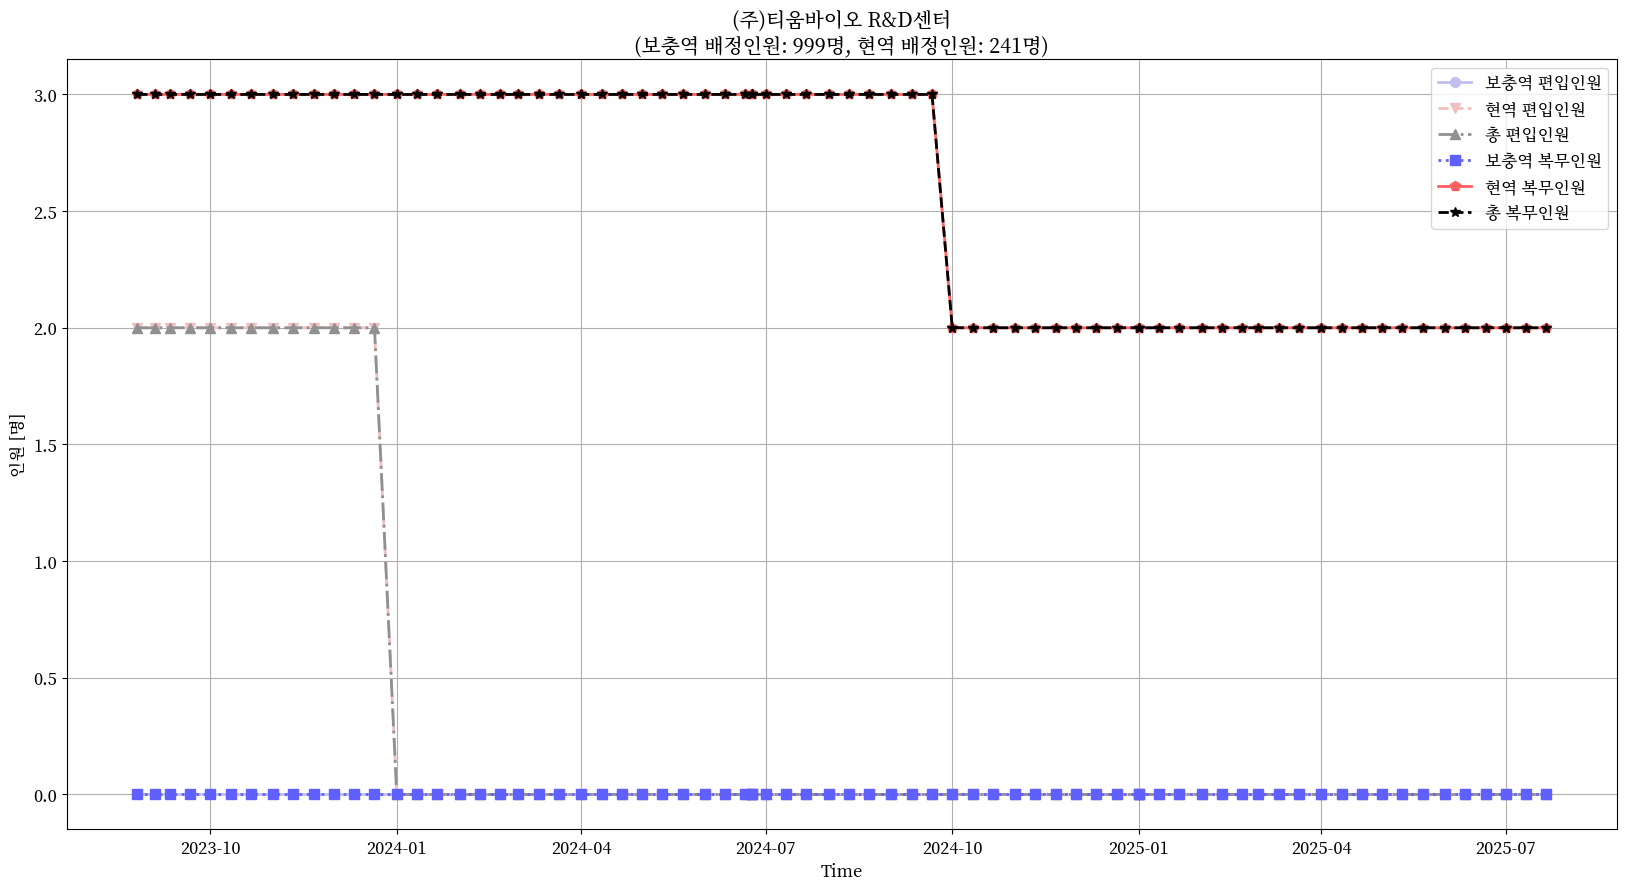 (주)티움바이오 R&D센터
(보충역 배정인원: 999명, 현역 배정인원: 241명)
보충역 편입인원
현역 편입인원
총 편입인원
보충역 복무인원
현역 복무인원
총 복무인원
인원 [명]
3.0
2.5
2.0
1.5
1.0
0.5
0.0
2023-10
2024-01
2024-04
2024-07
2024-10
2025-01
2025-04
2025-07
Time